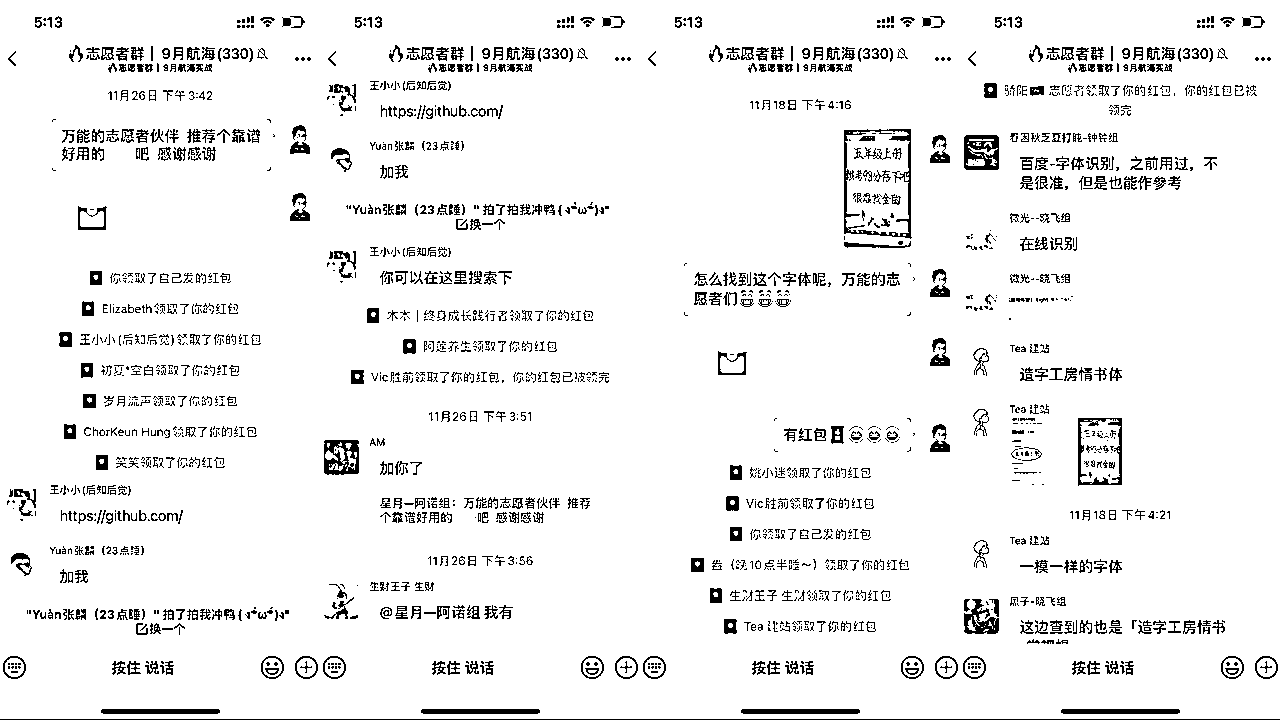 5:13
🔥志愿者群 | 9月航海(330)
🔥志愿者群 | 9月航海实战
11月26日 下午 3:42
万能的志愿者伙伴 推荐个靠谱
好用的 吧 感谢感谢
你领取了自己发的红包
Elizabeth领取了你的红包
王小小(后知后觉)领取了你的红包
初夏*空白领取了你的红包
岁月流声领取了你的红包
ChorKeun Hung领取了你的红包
笑笑领取了你的红包
王小小(后知后觉)
https://github.com/
Yuàn张麟（23点睡）
加我
"Yuàn张麟（23点睡）" 拍了拍我冲鸭(ง•̀ω•́)ง"
换一个
按住 说话
5:13
🔥志愿者群 | 9月航海(330)
🔥志愿者群 | 9月航海实战
王小小(后知后觉)
https://github.com/
Yuàn张麟（23点睡）
加我
"Yuàn张麟（23点睡）" 拍了拍我冲鸭(ง•̀ω•́)ง"
换一个
王小小(后知后觉)
你可以在这里搜索下
木木 | 终身成长践行者领取了你的红包
阿莲养生领取了你的红包
Vic胜前领取了你的红包，你的红包已被领完
11月26日 下午 3:51
AM
加你了
星月—阿诺组：万能的志愿者伙伴 推荐
个靠谱好用的 吧 感谢感谢
11月26日 下午 3:56
生财王子 生财
@星月—阿诺组 我有
按住 说话
5:13
🔥志愿者群 | 9月航海(330)
🔥志愿者群 | 9月航海实战
11月18日 下午 4:16
五年级上册
很难找全的
怎么找到这个字体呢，万能的志
愿者们😁😁😁
有红包🧧😄😄😄
姚小迷领取了你的红包
Vic胜前领取了你的红包
你领取了自己发的红包
（晚10点半睡～）领取了你的红包
生财王子 生财领取了你的红包
Tea 建站领取了你的红包
按住 说话
5:13
🔥志愿者群 | 9月航海(330)
🔥志愿者群 | 9月航海实战
骄阳 志愿者领取了你的红包，你的红包已被
领完
春困秋乏夏打盹-钟钟组
百度-字体识别，之前用过，不
是很准，但是也能作参考
微光--晓飞组
在线识别
微光--晓飞组
Tea 建站
造字工房情书体
Tea 建站
11月18日 下午 4:21
Tea 建站
一模一样的字体
凤子-晓飞组
这边查到的也是「造字工房情书
按住 说话